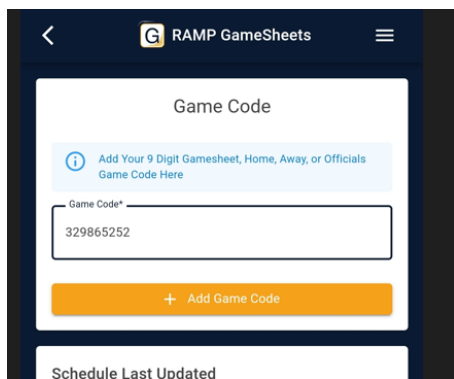 RAMP GameSheets
Game Code
Add Your 9 Digit Gamesheet, Home, Away, or Officials
Game Code Here
Game Code*
329865252
+ Add Game Code
Schedule Last Updated